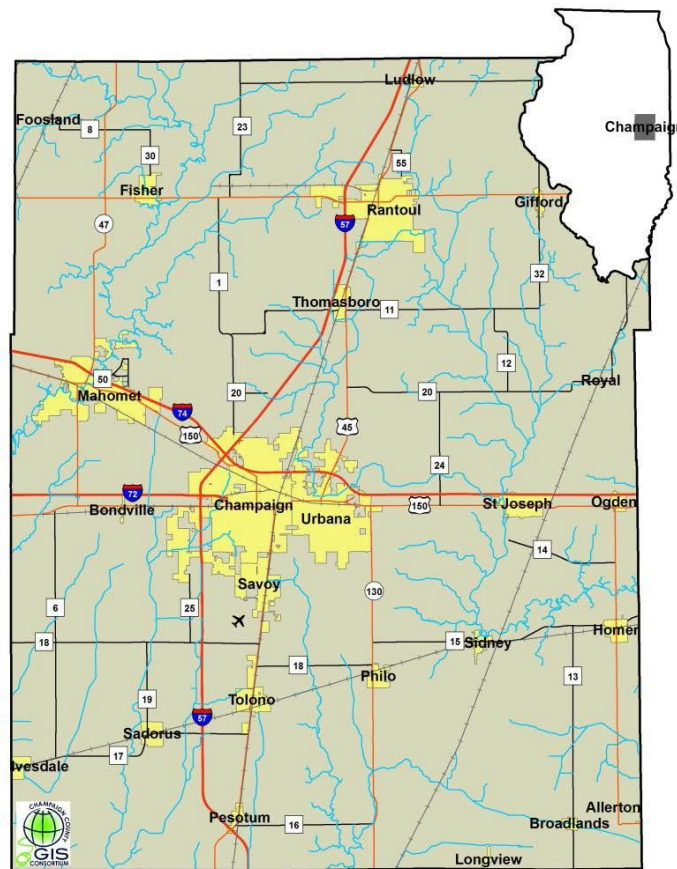 Ludlow
Champaign
Foosland
8
23
30
55
Fisher
Rantoul
Gifford
47
57
32
1
Thomasboro
11
12
50
Mahomet
20
20
Royal
74
150
45
24
72
Bondville
Champaign
Urbana
150
St Joseph
Ogden
14
Savoy
6
25
130
18
15
Sidney
Homer
18
Philo
13
19
Tolono
57
Sadorus
17
lvesdale
CHAMPAIGN COUNTY
GIS
CONSORTIUM
Pesotum
16
Allerton
Broadlands
Longview